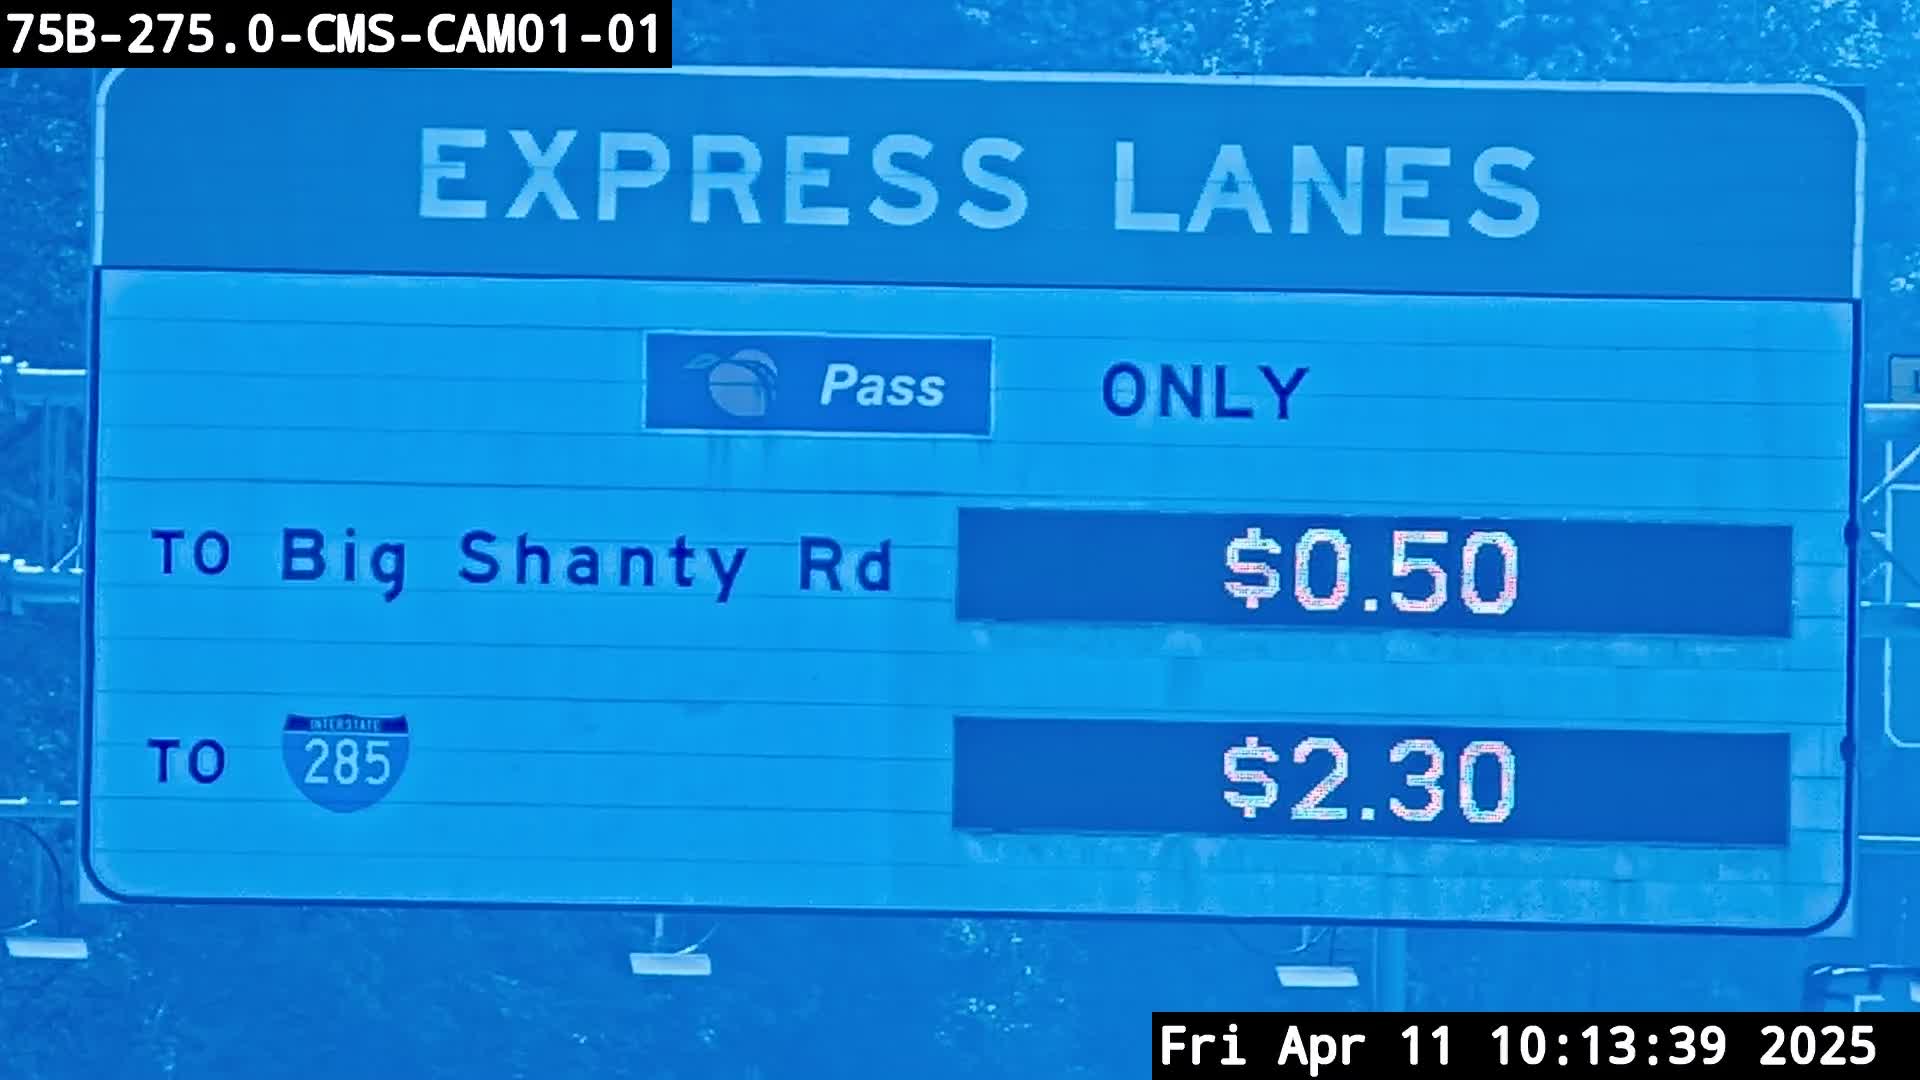 75B-275.0-CMS-CAM01-01
EXPRESS LANES
Pass ONLY
TO Big Shanty Rd $0.50
TO INTERSTATE 285 $2.30
Fri Apr 11 10:13:39 2025